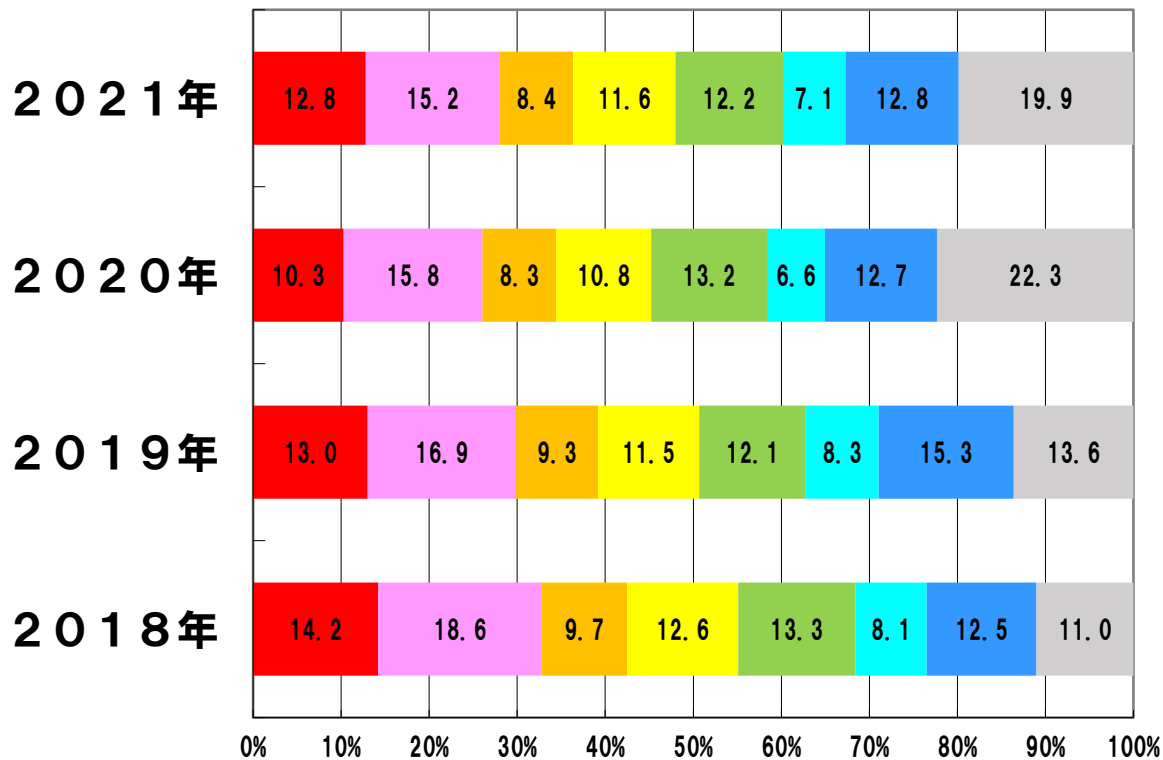 ２０２１年 12.8 15.2 8.4 11.6 12.2 7.1 12.8 19.9
２０２０年 10.3 15.8 8.3 10.8 13.2 6.6 12.7 22.3
２０１９年 13.0 16.9 9.3 11.5 12.1 8.3 15.3 13.6
２０１８年 14.2 18.6 9.7 12.6 13.3 8.1 12.5 11.0
0% 10% 20% 30% 40% 50% 60% 70% 80% 90% 100%